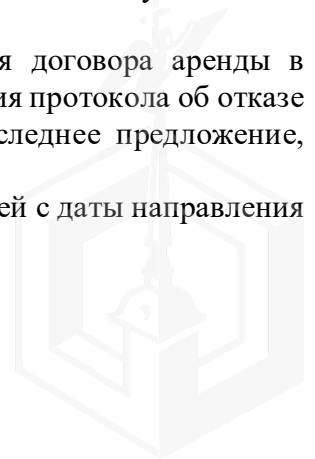 я договора аренды в
ия протокола об отказе
следнее предложение,
ей с даты направления